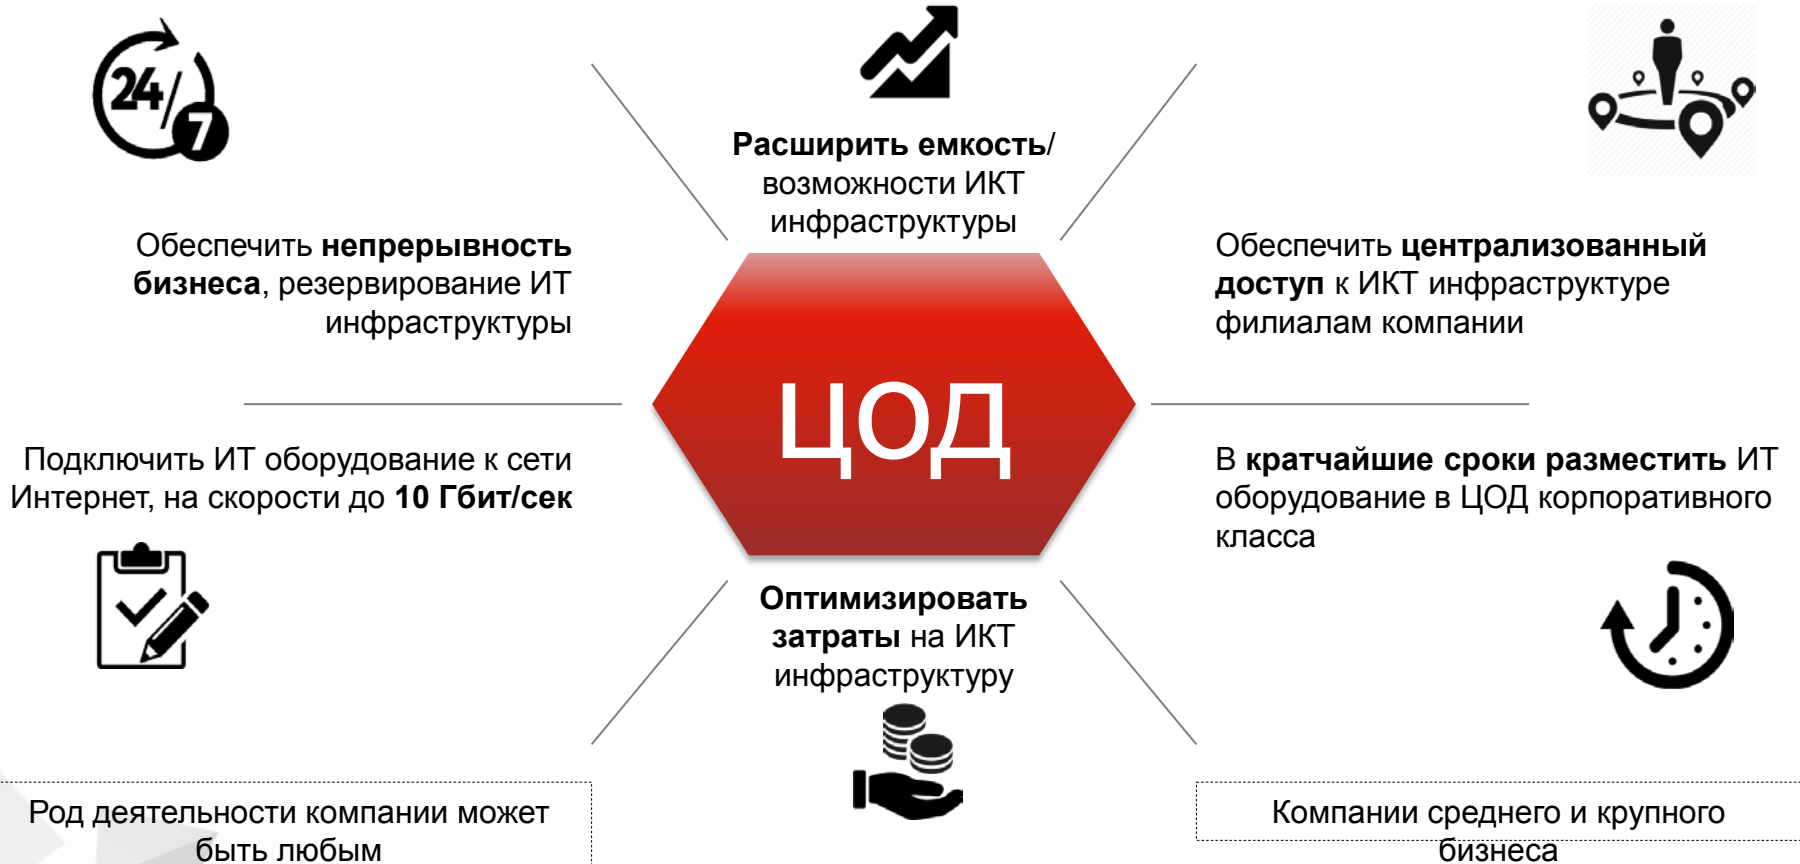 24/7
Расширить емкость/
возможности ИКТ
инфраструктуры
Обеспечить непрерывность
бизнеса, резервирование ИТ
инфраструктуры
Обеспечить централизованный
доступ к ИКТ инфраструктуре
филиалам компании
ЦОД
Подключить ИТ оборудование к сети
Интернет, на скорости до 10 Гбит/сек
В кратчайшие сроки разместить ИТ
оборудование в ЦОД корпоративного
класса
Оптимизировать
затраты на ИКТ
инфраструктуру
Род деятельности компании может
быть любым
Компании среднего и крупного
бизнеса